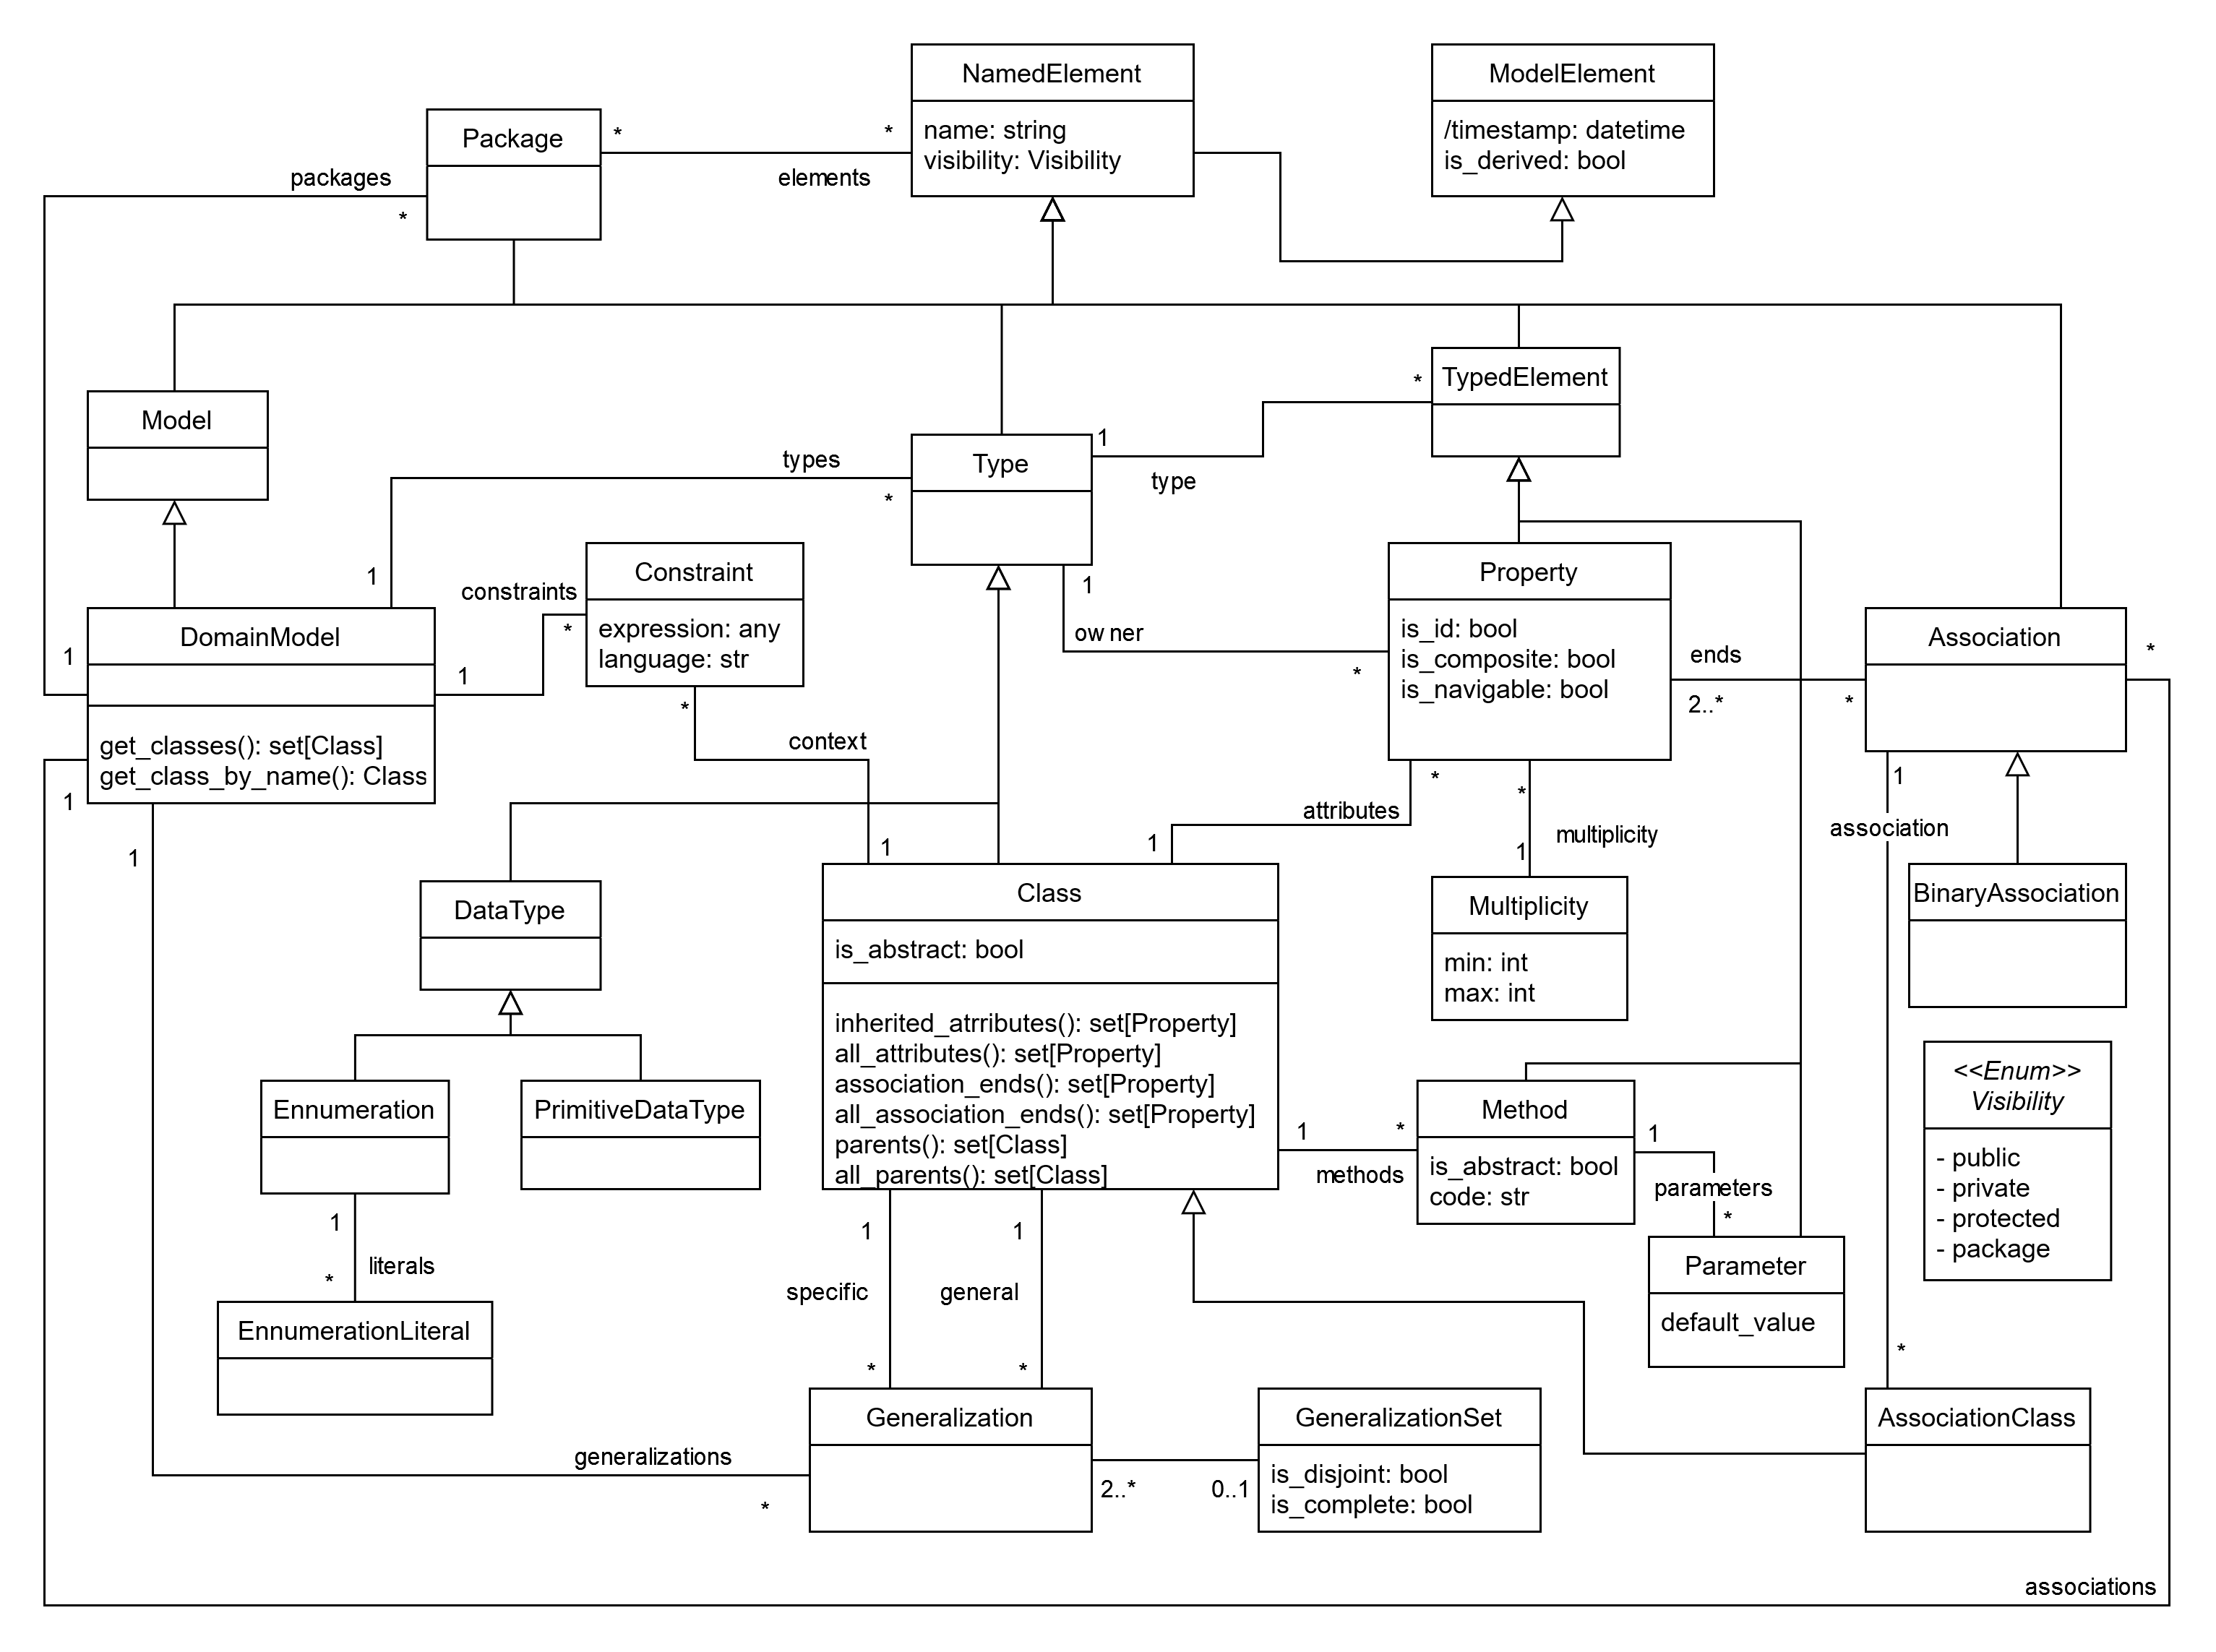 NamedElement
name: string
visibility: Visibility
ModelElement
/timestamp: datetime
is_derived: bool
Package
*
*
elements
packages
*
Model
TypedElement
*
Type
1
type
types
*
1
constraints
*
1
Constraint
expression: any
language: str
*
context
1
1
owner
*
Property
is_id: bool
is_composite: bool
is_navigable: bool
ends
2..*
*
Association
*
DomainModel
get_classes(): set[Class]
get_class_by_name(): Class
1
1
1
attributes
*
1
*
multiplicity
1
1
association
*
BinaryAssociation
DataType
Class
is_abstract: bool
inherited_atrributes(): set[Property]
all_attributes(): set[Property]
association_ends(): set[Property]
all_association_ends(): set[Property]
parents(): set[Class]
all_parents(): set[Class]
Multiplicity
min: int
max: int
<<Enum>>
Visibility
- public
- private
- protected
- package
Ennumeration
PrimitiveDataType
1
literals
*
EnnumerationLiteral
1
*
methods
Method
is_abstract: bool
code: str
1
parameters
*
Parameter
default_value
1
specific
*
1
general
*
Generalization
generalizations
*
2..*
0..1
GeneralizationSet
is_disjoint: bool
is_complete: bool
AssociationClass
associations